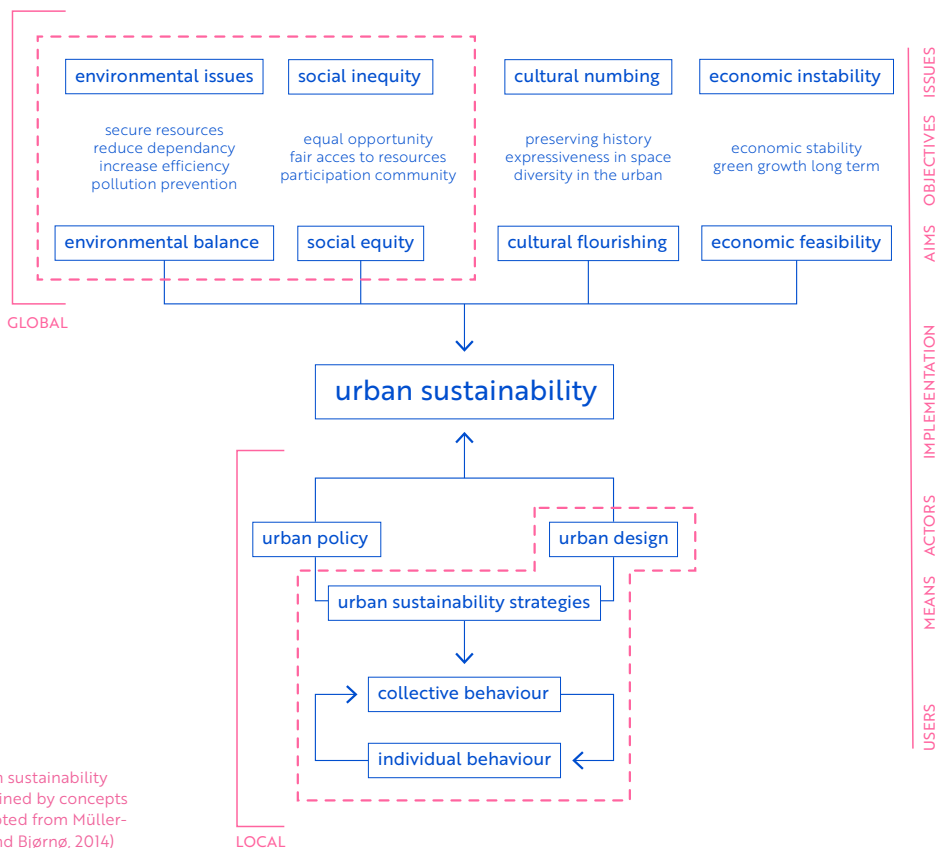 environmental issues
social inequity
cultural numbing
economic instability
secure resources
reduce dependancy
increase efficiency
pollution prevention
equal opportunity
fair acces to resources
participation community
preserving history
expressiveness in space
diversity in the urban
economic stability
green growth long term
environmental balance
social equity
cultural flourishing
economic feasibility
GLOBAL
urban sustainability
urban policy
urban design
urban sustainability strategies
collective behaviour
individual behaviour
LOCAL
ISSUES
OBJECTIVES
AIMS
IMPLEMENTATION
ACTORS
MEANS
USERS
sustainability
by concepts
from Müller-
Bjørnø, 2014)